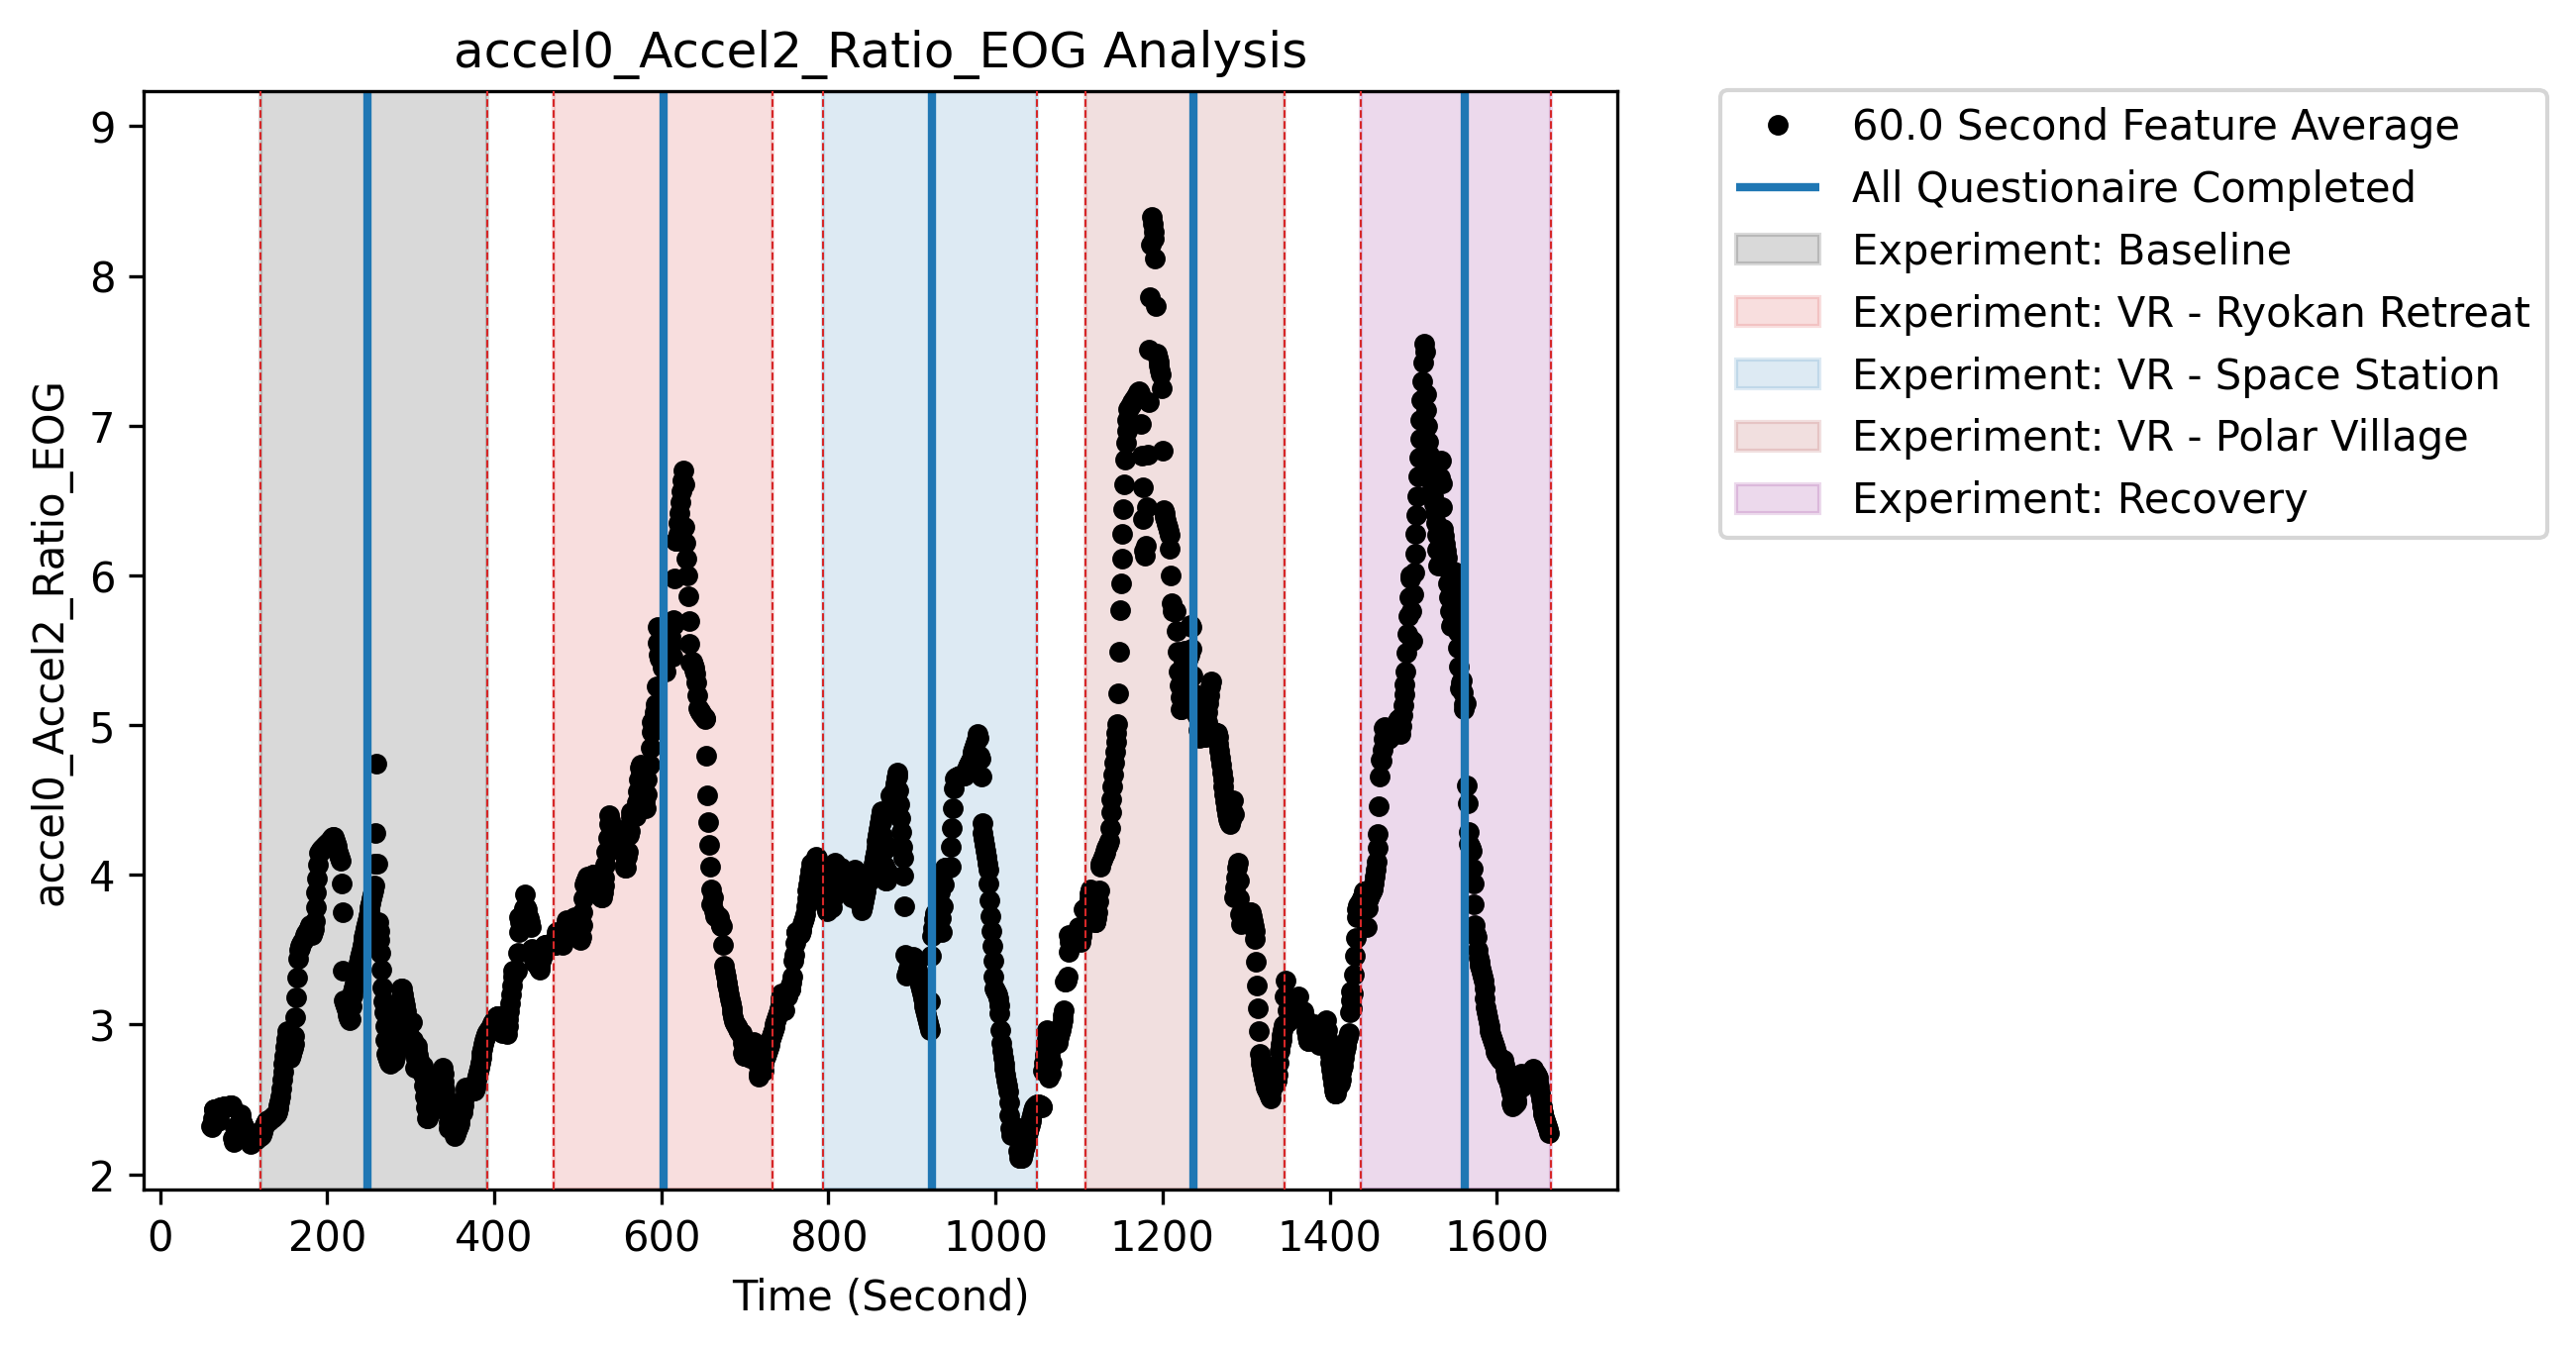 accel0_Accel2_Ratio_EOG Analysis
accel0_Accel2_Ratio_EOG
9
8
7
6
5
4
3
2
0 200 400 600 800 1000 1200 1400 1600
Time (Second)
60.0 Second Feature Average
All Questionaire Completed
Experiment: Baseline
Experiment: VR - Ryokan Retreat
Experiment: VR - Space Station
Experiment: VR - Polar Village
Experiment: Recovery